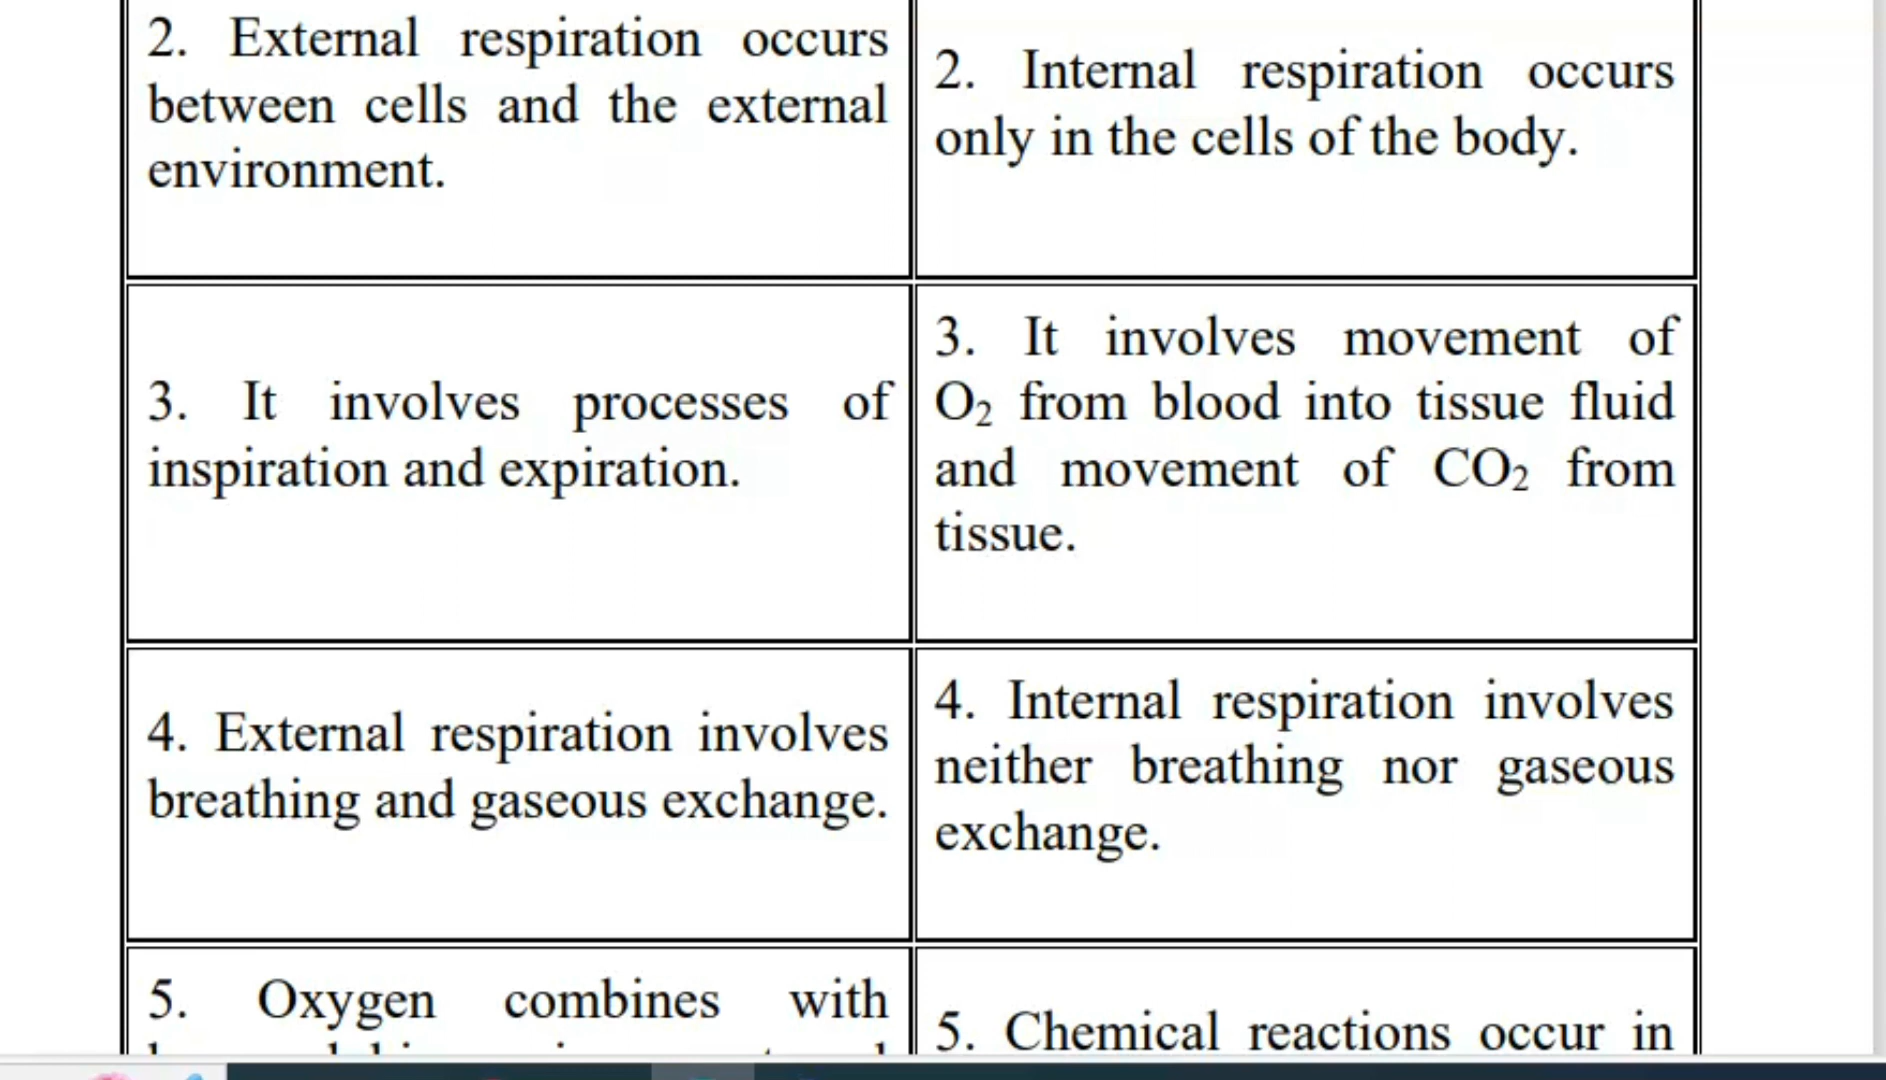 2. External respiration occurs
between cells and the external
environment.
2. Internal respiration occurs
only in the cells of the body.
3. It involves processes of
inspiration and expiration.
3. It involves movement of
O₂ from blood into tissue fluid
and movement of CO₂ from
tissue.
4. External respiration involves
breathing and gaseous exchange.
4. Internal respiration involves
neither breathing nor gaseous
exchange.
5. Oxygen combines with
5. Chemical reactions occur in